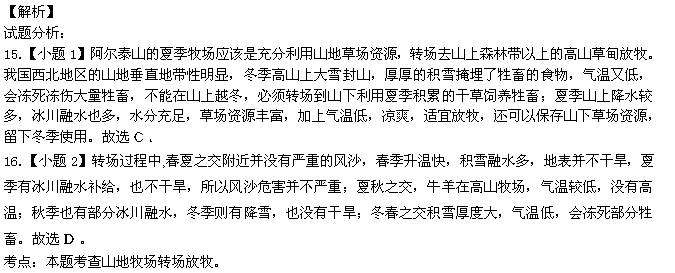 【解析】
试题分析：
15.【小题 1】阿尔泰山的夏季牧场应该是充分利用山地草场资源，转场去山上森林带以上的高山草甸放牧。
我国西北地区的山地垂直地带性明显，冬季高山上大雪封山，厚厚的积雪掩埋了牲畜的食物，气温又低，
会冻死冻伤大量牲畜，不能在山上越冬，必须转场到山下利用夏季积累的干草饲养牲畜；夏季山上降水较
多，冰川融水也多，水分充足，草场资源丰富，加上气温低，凉爽，适宜放牧，还可以保存山下草场资源，
留下冬季使用。故选 C .
16.【小题 2】转场过程中,春夏之交附近并没有严重的风沙，春季升温快，积雪融水多，地表并不干旱，夏
季有冰川融水补给，也不干旱，所以风沙危害并不严重；夏秋之交，牛羊在高山牧场，气温较低，没有高
温；秋季也有部分冰川融水，冬季则有降雪，也没有干旱；冬春之交积雪厚度大，气温低，会冻死部分牲
畜。故选 D 。
考点：本题考查山地牧场转场放牧。